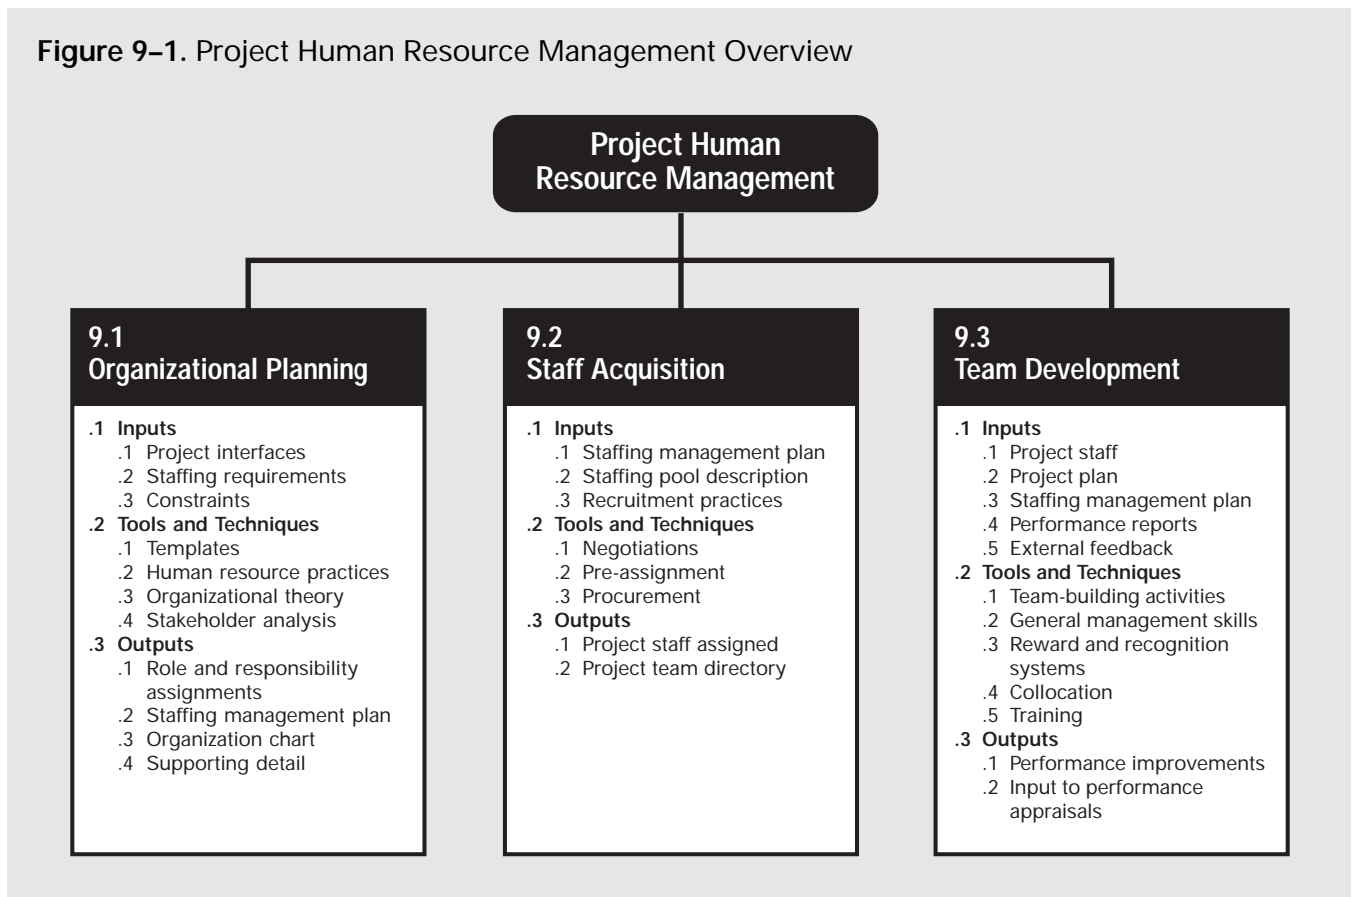 Figure 9–1. Project Human Resource Management Overview
Project Human
Resource Management
9.1
Organizational Planning
.1 Inputs
.1 Project interfaces
.2 Staffing requirements
.3 Constraints
.2 Tools and Techniques
.1 Templates
.2 Human resource practices
.3 Organizational theory
.4 Stakeholder analysis
.3 Outputs
.1 Role and responsibility
assignments
.2 Staffing management plan
.3 Organization chart
.4 Supporting detail
9.2
Staff Acquisition
.1 Inputs
.1 Staffing management plan
.2 Staffing pool description
.3 Recruitment practices
.2 Tools and Techniques
.1 Negotiations
.2 Pre-assignment
.3 Procurement
.3 Outputs
.1 Project staff assigned
.2 Project team directory
9.3
Team Development
.1 Inputs
.1 Project staff
.2 Project plan
.3 Staffing management plan
.4 Performance reports
.5 External feedback
.2 Tools and Techniques
.1 Team-building activities
.2 General management skills
.3 Reward and recognition
systems
.4 Collocation
.5 Training
.3 Outputs
.1 Performance improvements
.2 Input to performance
appraisals